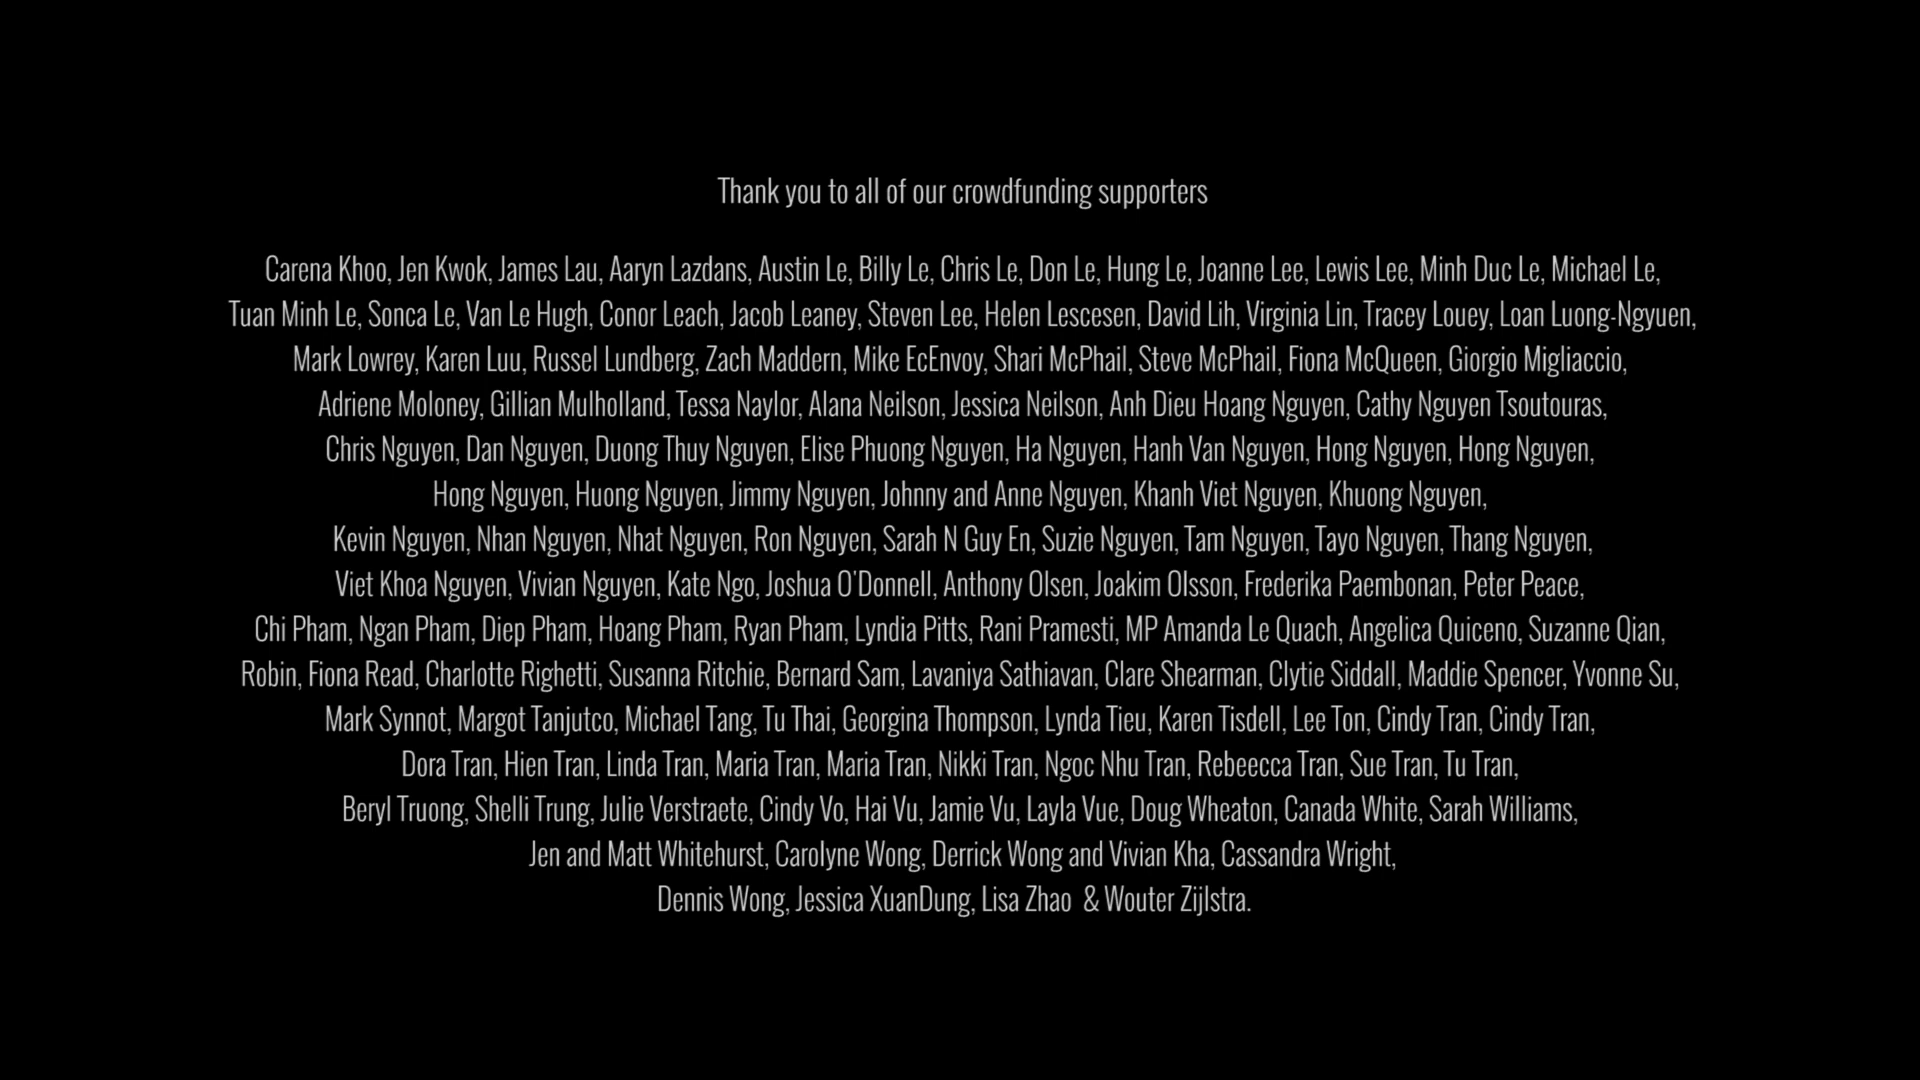 Thank you to all of our crowdfunding supporters
Carena Khoo, Jen Kwok, James Lau, Aaryn Lazdans, Austin Le, Billy Le, Chris Le, Don Le, Hung Le, Joanne Lee, Lewis Lee, Minh Duc Le, Michael Le,
Tuan Minh Le, Sonca Le, Van Le Hugh, Conor Leach, Jacob Leaney, Steven Lee, Helen Lescesen, David Lih, Virginia Lin, Tracey Louey, Loan Luong-Ngyuen,
Mark Lowrey, Karen Luu, Russel Lundberg, Zach Maddern, Mike EcEnvoy, Shari McPhail, Steve McPhail, Fiona McQueen, Giorgio Migliaccio,
Adriene Moloney, Gillian Mulholland, Tessa Naylor, Alana Neilson, Jessica Neilson, Anh Dieu Hoang Nguyen, Cathy Nguyen Tsoutouras,
Chris Nguyen, Dan Nguyen, Duong Thuy Nguyen, Elise Phuong Nguyen, Ha Nguyen, Hanh Van Nguyen, Hong Nguyen, Hong Nguyen,
Hong Nguyen, Huong Nguyen, Jimmy Nguyen, Johnny and Anne Nguyen, Khanh Viet Nguyen, Khuong Nguyen,
Kevin Nguyen, Nhan Nguyen, Nhat Nguyen, Ron Nguyen, Sarah N Guy En, Suzie Nguyen, Tam Nguyen, Tayo Nguyen, Thang Nguyen,
Viet Khoa Nguyen, Vivian Nguyen, Kate Ngo, Joshua O'Donnell, Anthony Olsen, Joakim Olsson, Frederika Paembonan, Peter Peace,
Chi Pham, Ngan Pham, Diep Pham, Hoang Pham, Ryan Pham, Lyndia Pitts, Rani Pramesti, MP Amanda Le Quach, Angelica Quiceno, Suzanne Qian,
Robin, Fiona Read, Charlotte Righetti, Susanna Ritchie, Bernard Sam, Lavaniya Sathiavan, Clare Shearman, Clytie Siddall, Maddie Spencer, Yvonne Su,
Mark Synnot, Margot Tanjutco, Michael Tang, Tu Thai, Georgina Thompson, Lynda Tieu, Karen Tisdell, Lee Ton, Cindy Tran, Cindy Tran,
Dora Tran, Hien Tran, Linda Tran, Maria Tran, Maria Tran, Nikki Tran, Ngoc Nhu Tran, Rebeecca Tran, Sue Tran, Tu Tran,
Beryl Truong, Shelli Trung, Julie Verstraete, Cindy Vo, Hai Vu, Jamie Vu, Layla Vue, Doug Wheaton, Canada White, Sarah Williams,
Jen and Matt Whitehurst, Carolyne Wong, Derrick Wong and Vivian Kha, Cassandra Wright,
Dennis Wong, Jessica XuanDung, Lisa Zhao  & Wouter Zijlstra.